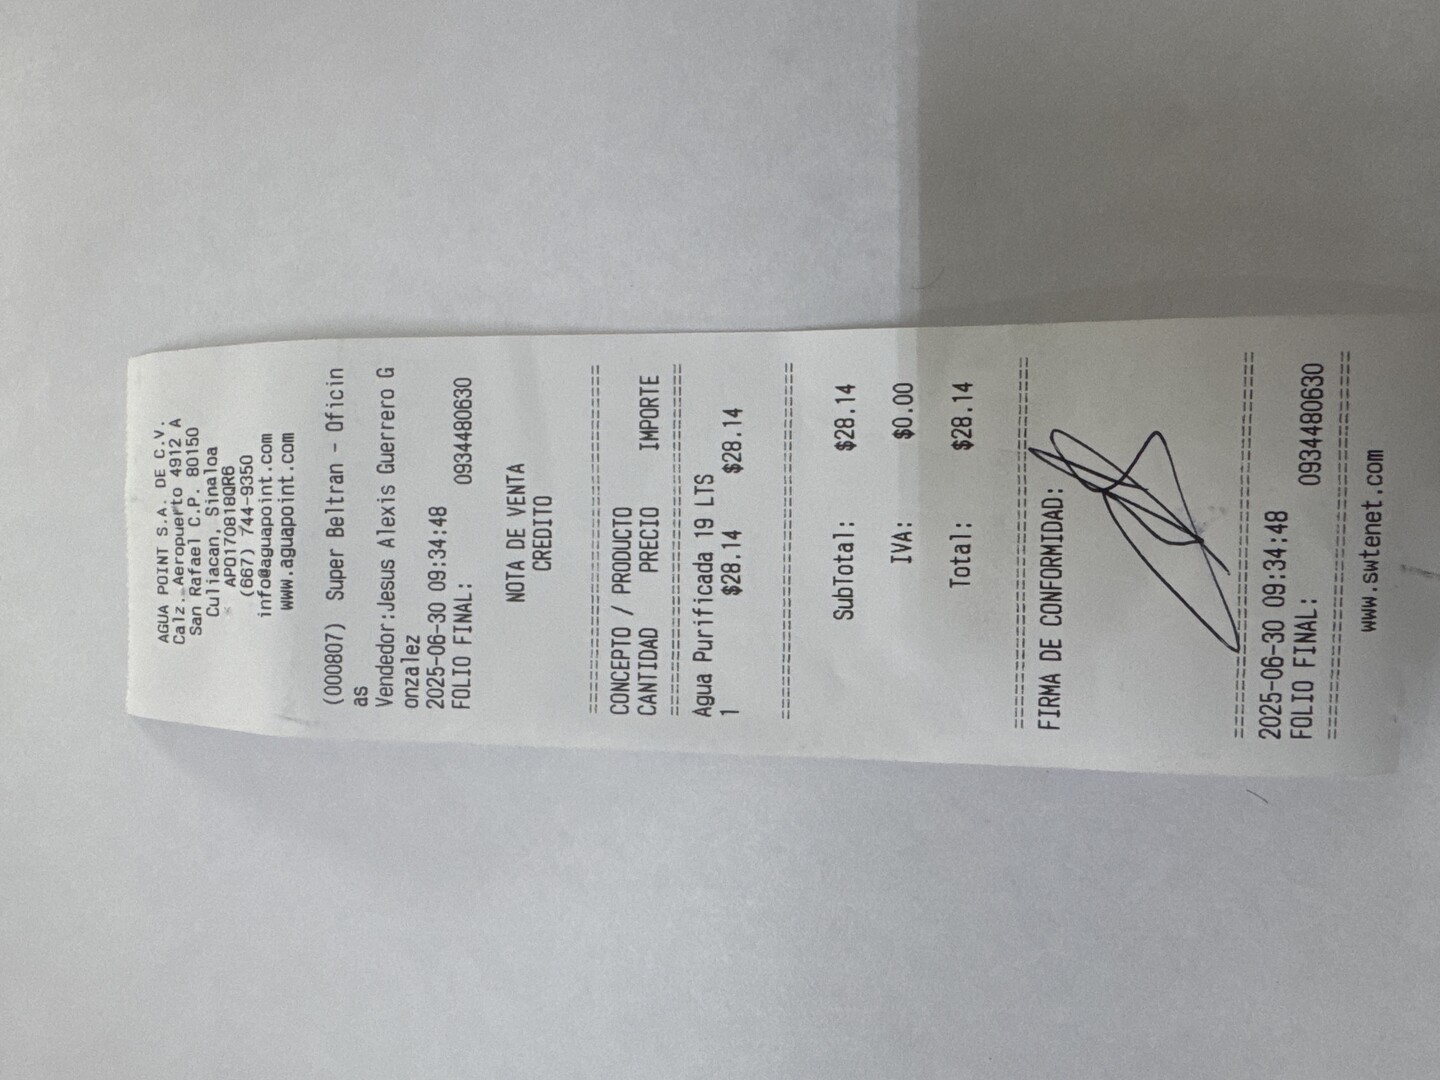 AGUA POINT S.A. DE C.V.
Calz. Aeropuerto 4912 A
San Rafael C.P. 80150
Culiacan, Sinaloa
APO170818QR6
(667) 744-9350
info@aguapoint.com
www.aguapoint.com
(000807) Super Beltran - Oficin
as
Vendedor:Jesus Alexis Guerrero G
onzalez
2025-06-30 09:34:48
FOLIO FINAL: 0934480630
NOTA DE VENTA
CREDITO
================================
CONCEPTO / PRODUCTO
CANTIDAD PRECIO IMPORTE
================================
Agua Purificada 19 LTS
1 $28.14 $28.14
================================
SubTotal: $28.14
IVA: $0.00
Total: $28.14
================================
FIRMA DE CONFORMIDAD:
================================
2025-06-30 09:34:48
FOLIO FINAL: 0934480630
================================
www.swtenet.com